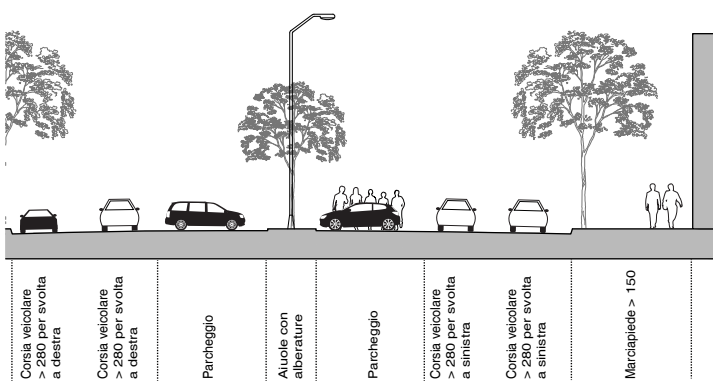 Corsia veicolare
> 280 per svolta
a destra
Corsia veicolare
> 280 per svolta
a destra
Parcheggio
Aiuole con
alberature
Parcheggio
Corsia veicolare
> 280 per svolta
a sinistra
Corsia veicolare
> 280 per svolta
a sinistra
Marciapiede > 150